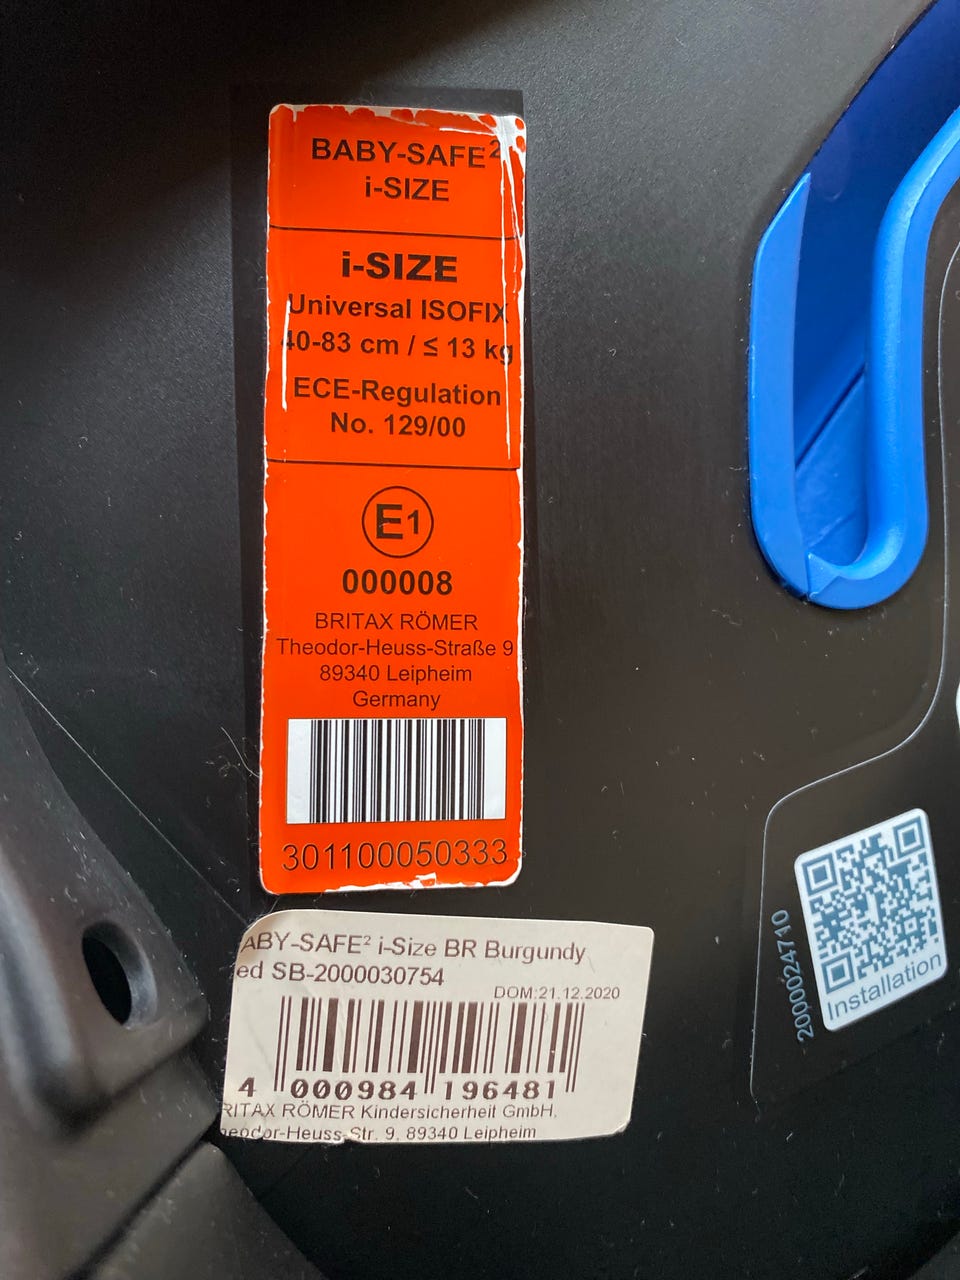 BABY-SAFE²
i-SIZE
i-SIZE
Universal ISOFIX
40-83 cm / ≤ 13 kg
ECE-Regulation
No. 129/00
E1
000008
BRITAX RÖMER
Theodor-Heuss-Straße 9
89340 Leipheim
Germany
301100050333
ABY-SAFE² i-Size BR Burgundy
ed SB-2000030754
DOM:21.12.2020
4 000984 196481
RITAX RÖMER Kindersicherheit GmbH.
heodor-Heuss-Str. 9, 89340 Leipheim
2000024710
Installation